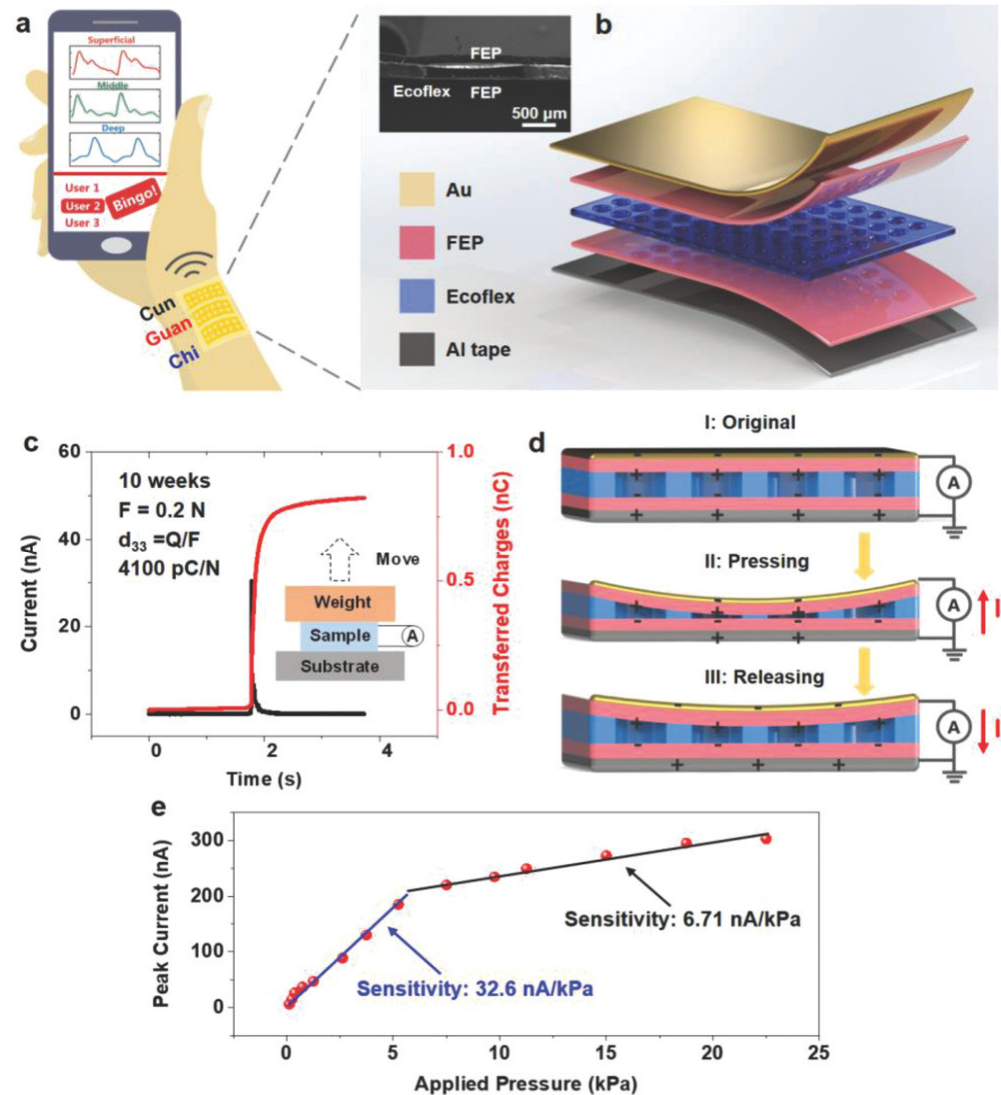 a
Superficial
Middle
Deep
User 1
User 2
User 3
Bingo!
Cun
Guan
Chi
b
FEP
Ecoflex FEP
500 µm
Au
FEP
Ecoflex
Al tape
c
60
40
20
0
Current (nA)
10 weeks
F = 0.2 N
d₃₃ =Q/F
4100 pC/N
Move
Weight
Sample
A
Substrate
1.0
0.5
0.0
Transferred Charges (nC)
0 2 4
Time (s)
d
I: Original
- - - -
+ + + +
- - - -
+ + + +
A
II: Pressing
- -
+ + + +
- - - -
+ +
A
I
III: Releasing
- - -
+ + + +
- - - -
+ + +
A
I
e
300
200
100
0
Peak Current (nA)
Sensitivity: 6.71 nA/kPa
Sensitivity: 32.6 nA/kPa
0 5 10 15 20 25
Applied Pressure (kPa)